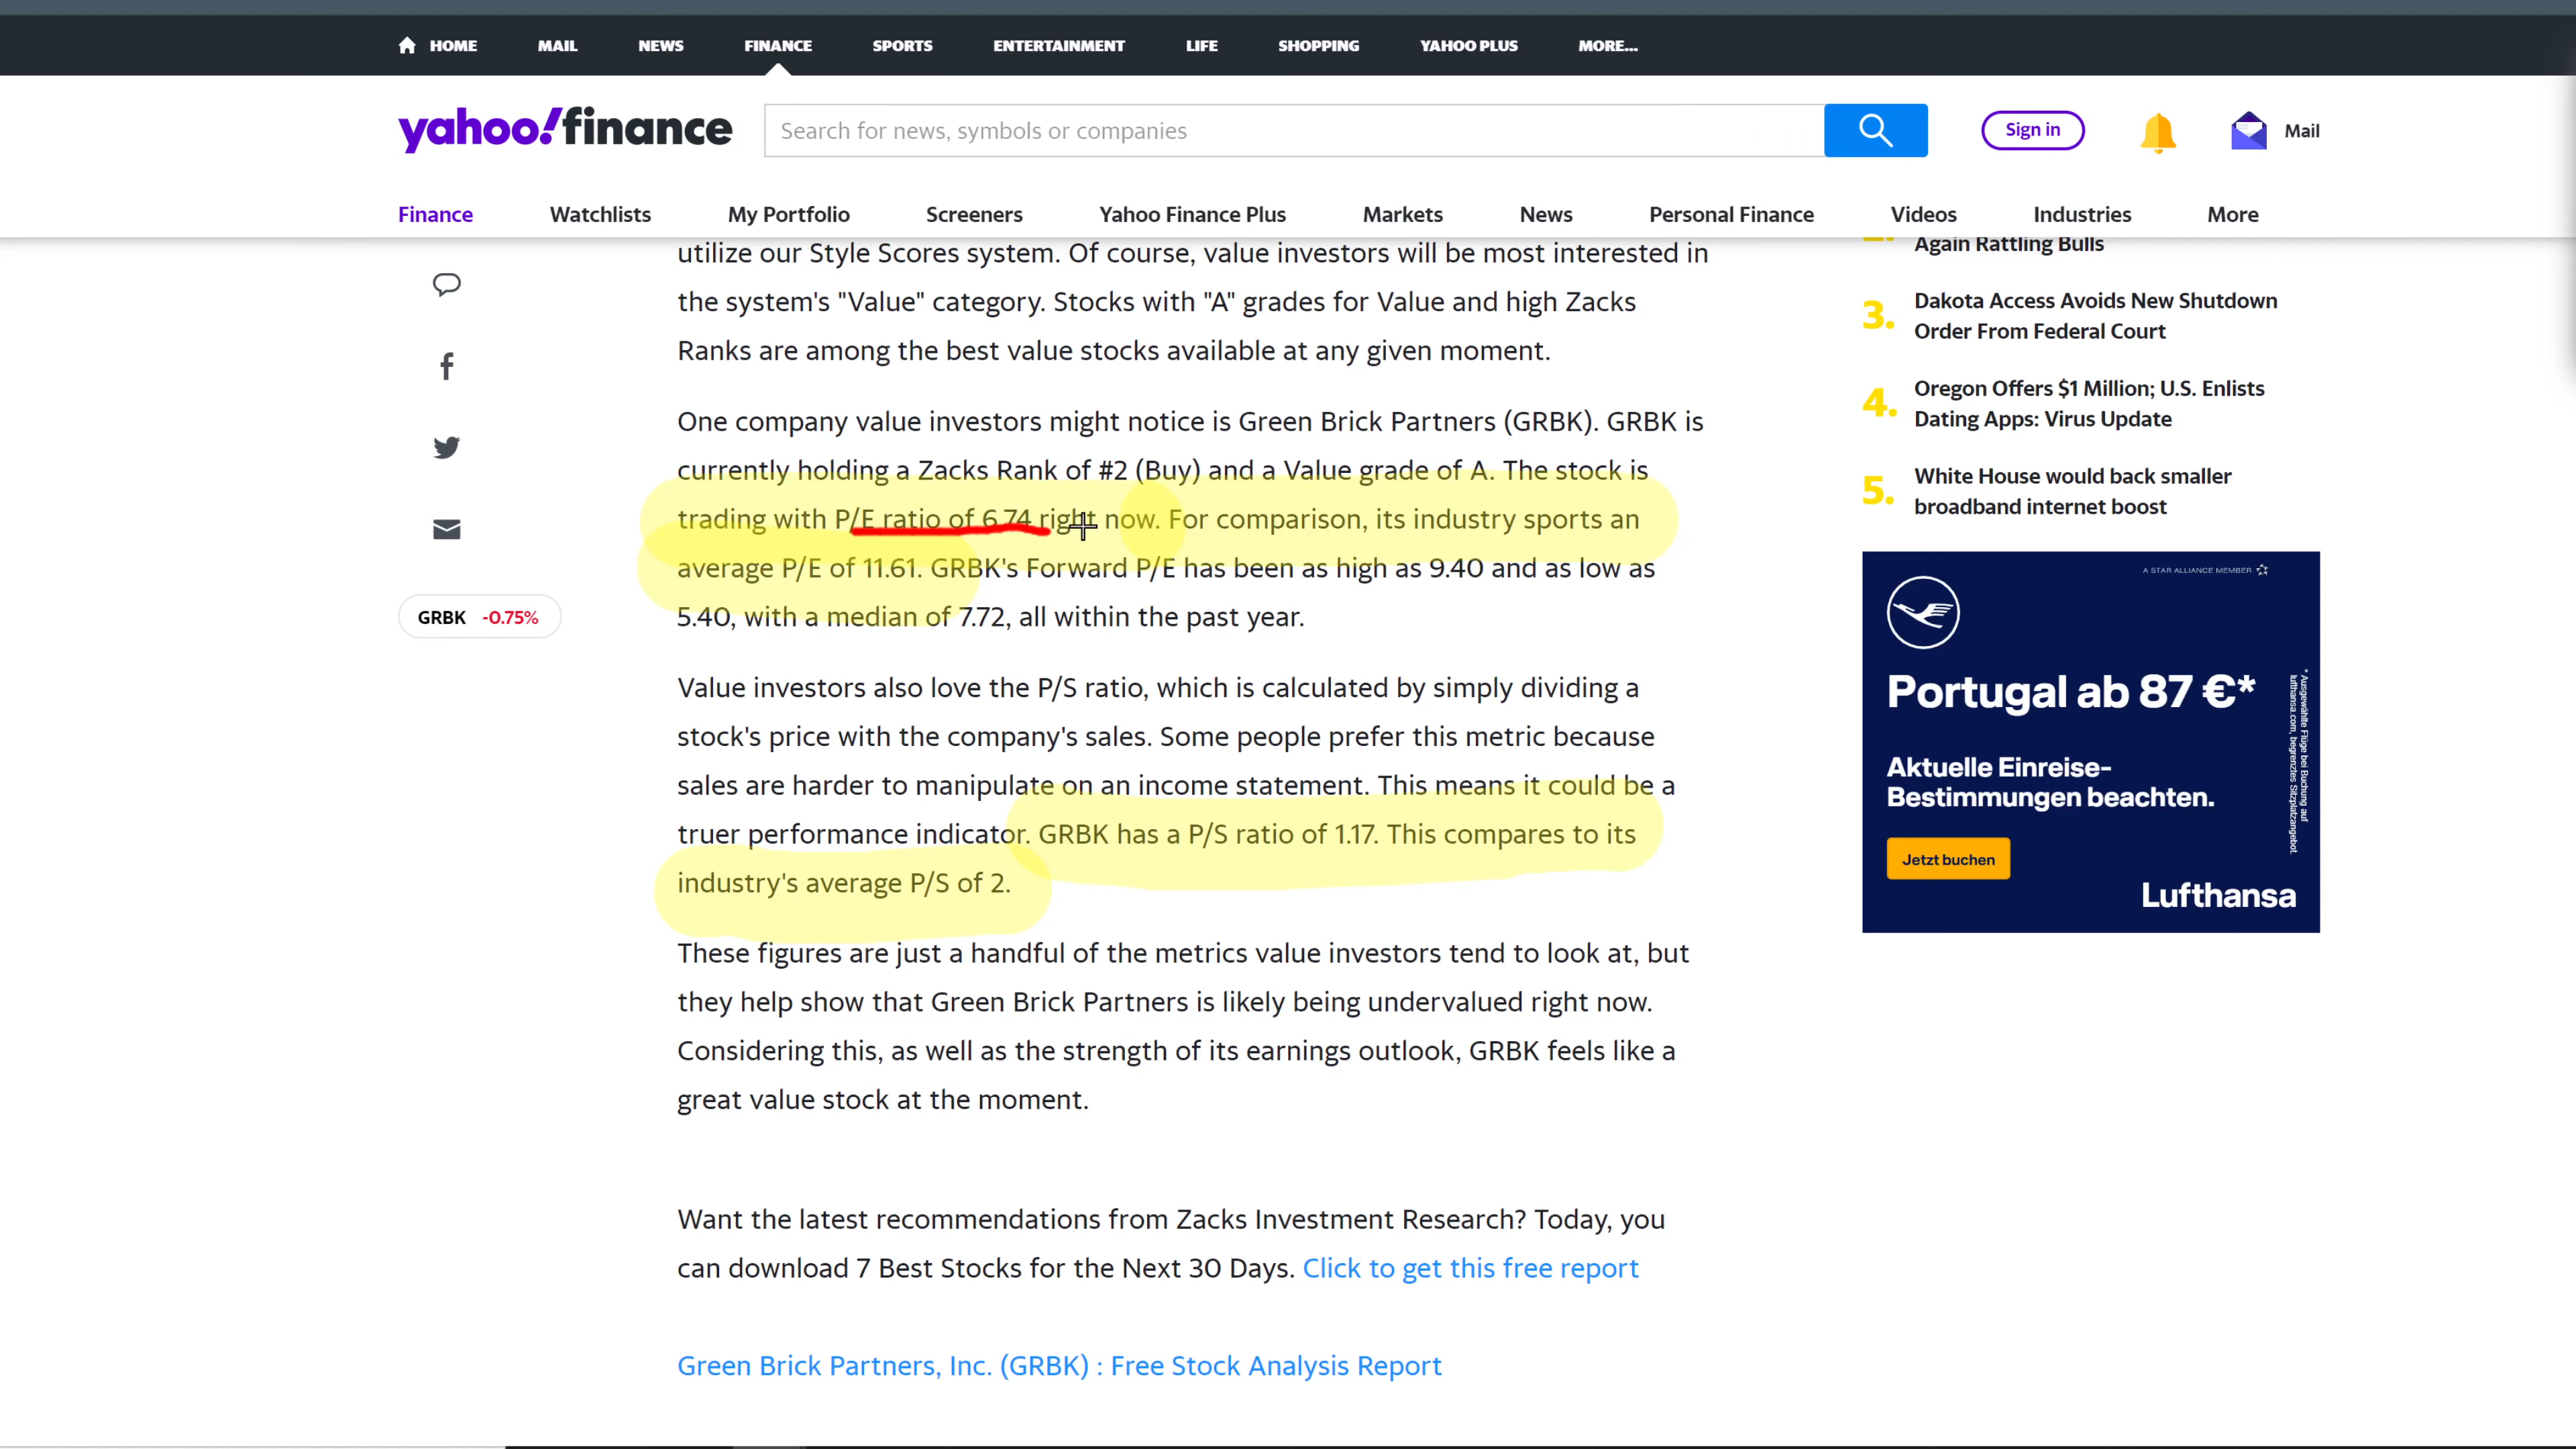 HOME MAIL NEWS FINANCE SPORTS ENTERTAINMENT LIFE SHOPPING YAHOO PLUS MORE...
yahoo!finance
Search for news, symbols or companies
Sign in
Mail
Finance Watchlists My Portfolio Screeners Yahoo Finance Plus Markets News Personal Finance Videos Industries More
utilize our Style Scores system. Of course, value investors will be most interested in
the system's "Value" category. Stocks with "A" grades for Value and high Zacks
Ranks are among the best value stocks available at any given moment.
One company value investors might notice is Green Brick Partners (GRBK). GRBK is
currently holding a Zacks Rank of #2 (Buy) and a Value grade of A. The stock is
trading with P/E ratio of 6.74 right now. For comparison, its industry sports an
average P/E of 11.61. GRBK's Forward P/E has been as high as 9.40 and as low as
5.40, with a median of 7.72, all within the past year.
GRBK -0.75%
Value investors also love the P/S ratio, which is calculated by simply dividing a
stock's price with the company's sales. Some people prefer this metric because
sales are harder to manipulate on an income statement. This means it could be a
truer performance indicator. GRBK has a P/S ratio of 1.17. This compares to its
industry's average P/S of 2.
These figures are just a handful of the metrics value investors tend to look at, but
they help show that Green Brick Partners is likely being undervalued right now.
Considering this, as well as the strength of its earnings outlook, GRBK feels like a
great value stock at the moment.
Want the latest recommendations from Zacks Investment Research? Today, you
can download 7 Best Stocks for the Next 30 Days. Click to get this free report
Green Brick Partners, Inc. (GRBK) : Free Stock Analysis Report
2.
Again Rattling Bulls
3. Dakota Access Avoids New Shutdown
Order From Federal Court
4. Oregon Offers $1 Million; U.S. Enlists
Dating Apps: Virus Update
5. White House would back smaller
broadband internet boost
A STAR ALLIANCE MEMBER
Portugal ab 87 €*
Aktuelle Einreise-
Bestimmungen beachten.
Jetzt buchen
Lufthansa
* Ausgewählte Flüge bei Buchung auf
lufthansa.com, begrenztes Sitzplatzangebot.